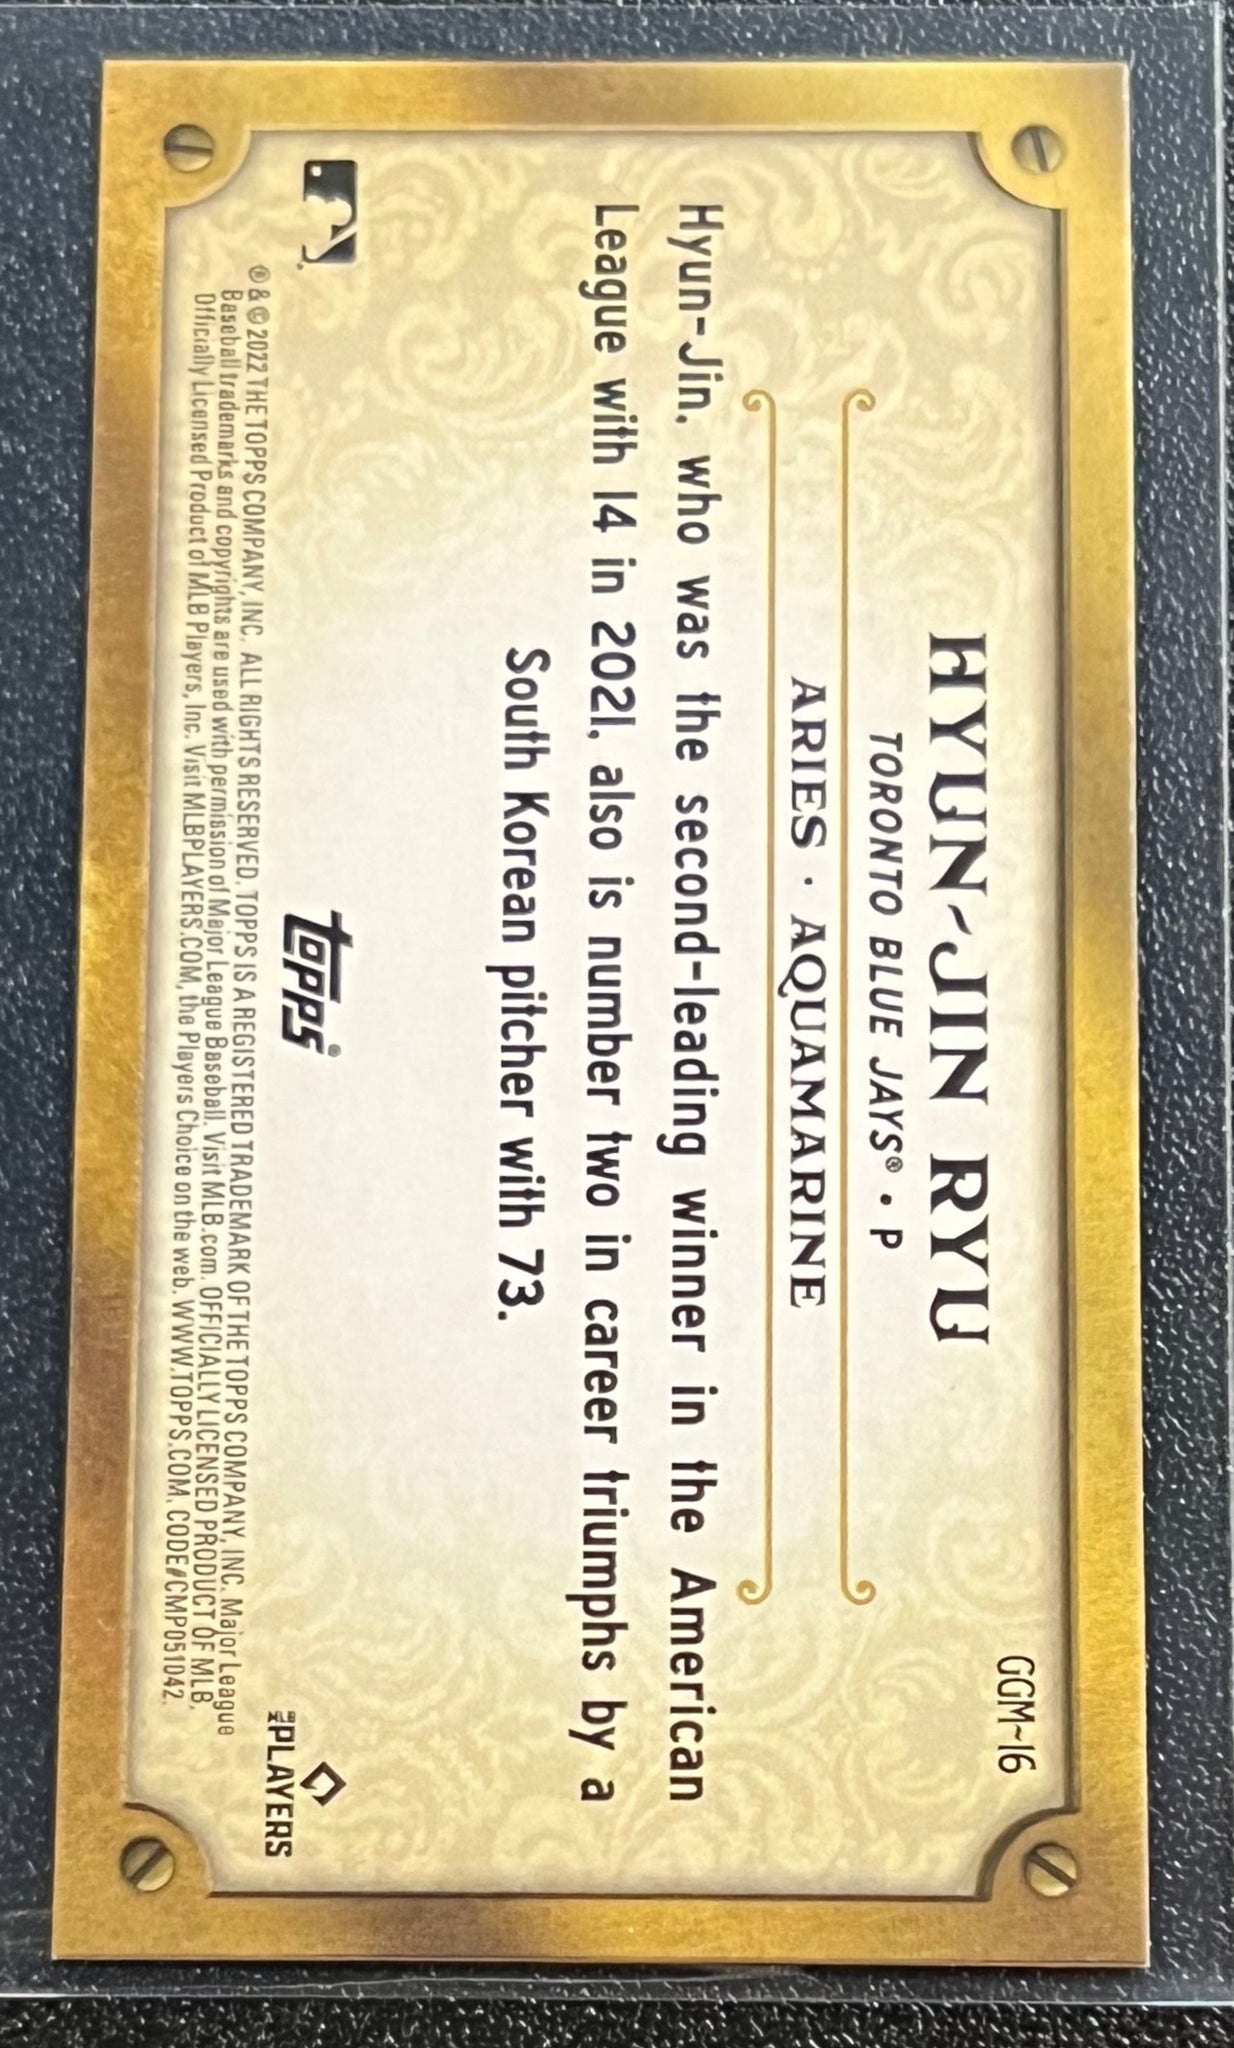 GGM~16
HYUN~JIN RYU
TORONTO BLUE JAYS® • P
ARIES · AQUAMARINE
Hyun-Jin, who was the second-leading winner in the American
League with 14 in 2021, also is number two in career triumphs by a
South Korean pitcher with 73.
topps®
THE PLAYERS
® & © 2022 THE TOPPS COMPANY, INC. ALL RIGHTS RESERVED. TOPPS IS A REGISTERED TRADEMARK OF THE TOPPS COMPANY, INC. Major League
Baseball trademarks and copyrights are used with permission of Major League Baseball. Visit MLB.com. OFFICIALLY LICENSED PRODUCT OF MLB
Officially Licensed Product of MLB Players, Inc. Visit MLBPLAYERS.COM, the Players Choice on the web. WWW.TOPPS.COM. CODE#CMP051042.